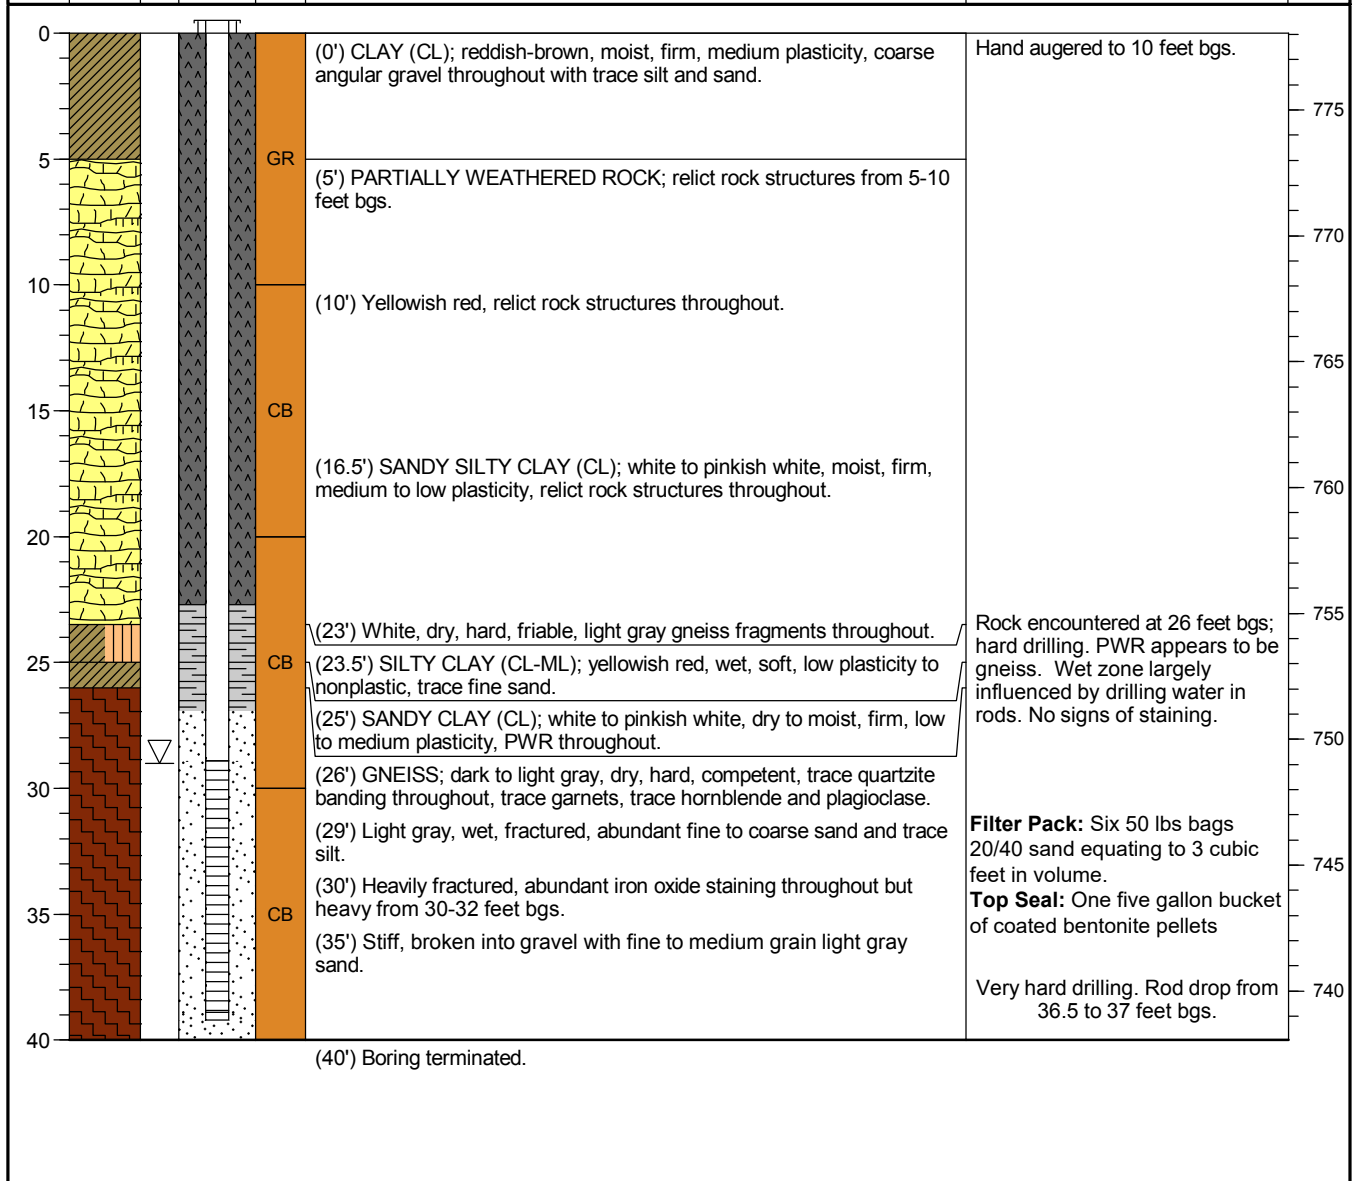 0
5
10
15
20
25
30
35
40
GR
CB
CB
CB
(0') CLAY (CL); reddish-brown, moist, firm, medium plasticity, coarse
angular gravel throughout with trace silt and sand.
(5') PARTIALLY WEATHERED ROCK; relict rock structures from 5-10
feet bgs.
(10') Yellowish red, relict rock structures throughout.
(16.5') SANDY SILTY CLAY (CL); white to pinkish white, moist, firm,
medium to low plasticity, relict rock structures throughout.
(23') White, dry, hard, friable, light gray gneiss fragments throughout.
(23.5') SILTY CLAY (CL-ML); yellowish red, wet, soft, low plasticity to
nonplastic, trace fine sand.
(25') SANDY CLAY (CL); white to pinkish white, dry to moist, firm, low
to medium plasticity, PWR throughout.
(26') GNEISS; dark to light gray, dry, hard, competent, trace quartzite
banding throughout, trace garnets, trace hornblende and plagioclase.
(29') Light gray, wet, fractured, abundant fine to coarse sand and trace
silt.
(30') Heavily fractured, abundant iron oxide staining throughout but
heavy from 30-32 feet bgs.
(35') Stiff, broken into gravel with fine to medium grain light gray
sand.
(40') Boring terminated.
Hand augered to 10 feet bgs.
Rock encountered at 26 feet bgs;
hard drilling. PWR appears to be
gneiss. Wet zone largely
influenced by drilling water in
rods. No signs of staining.
Filter Pack: Six 50 lbs bags
20/40 sand equating to 3 cubic
feet in volume.
Top Seal: One five gallon bucket
of coated bentonite pellets
Very hard drilling. Rod drop from
36.5 to 37 feet bgs.
775
770
765
760
755
750
745
740